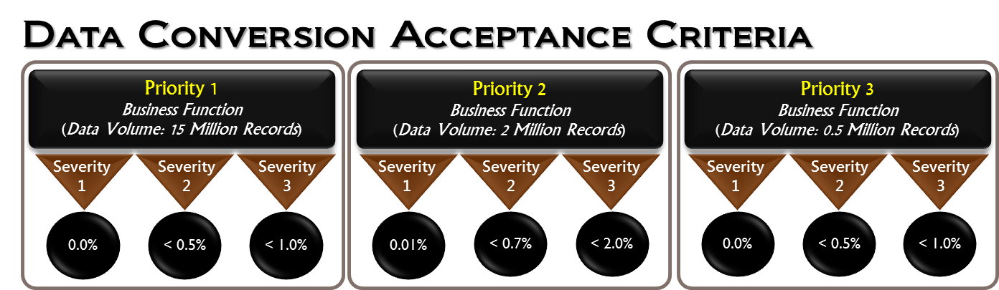 Data Conversion Acceptance Criteria
Priority 1
Business Function
(Data Volume: 15 Million Records)
Severity 1
Severity 2
Severity 3
0.0%
< 0.5%
< 1.0%
Priority 2
Business Function
(Data Volume: 2 Million Records)
Severity 1
Severity 2
Severity 3
0.01%
< 0.7%
< 2.0%
Priority 3
Business Function
(Data Volume: 0.5 Million Records)
Severity 1
Severity 2
Severity 3
0.0%
< 0.5%
< 1.0%